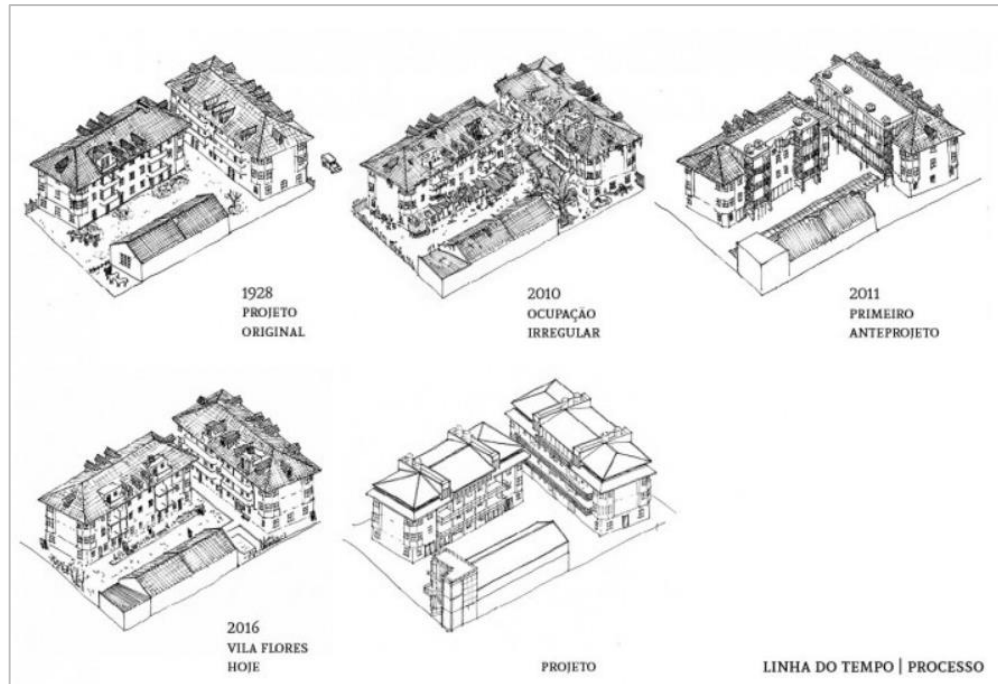 1928
PROJETO
ORIGINAL
2010
OCUPAÇÃO
IRREGULAR
2011
PRIMEIRO
ANTEPROJETO
2016
VILA FLORES
HOJE
PROJETO
LINHA DO TEMPO | PROCESSO